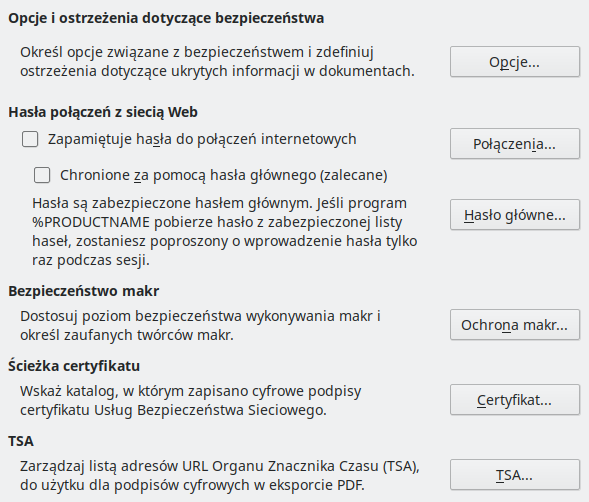 Opcje i ostrzeżenia dotyczące bezpieczeństwa
Określ opcje związane z bezpieczeństwem i zdefiniuj
ostrzeżenia dotyczące ukrytych informacji w dokumentach.
Opcje...
Hasła połączeń z siecią Web
Zapamiętuje hasła do połączeń internetowych
Połączenia...
Chronione za pomocą hasła głównego (zalecane)
Hasła są zabezpieczone hasłem głównym. Jeśli program
%PRODUCTNAME pobierze hasło z zabezpieczonej listy
haseł, zostaniesz poproszony o wprowadzenie hasła tylko
raz podczas sesji.
Hasło główne...
Bezpieczeństwo makr
Dostosuj poziom bezpieczeństwa wykonywania makr i
określ zaufanych twórców makr.
Ochrona makr...
Ścieżka certyfikatu
Wskaż katalog, w którym zapisano cyfrowe podpisy
certyfikatu Usług Bezpieczeństwa Sieciowego.
Certyfikat...
TSA
Zarządzaj listą adresów URL Organu Znacznika Czasu (TSA),
do użytku dla podpisów cyfrowych w eksporcie PDF.
TSA...